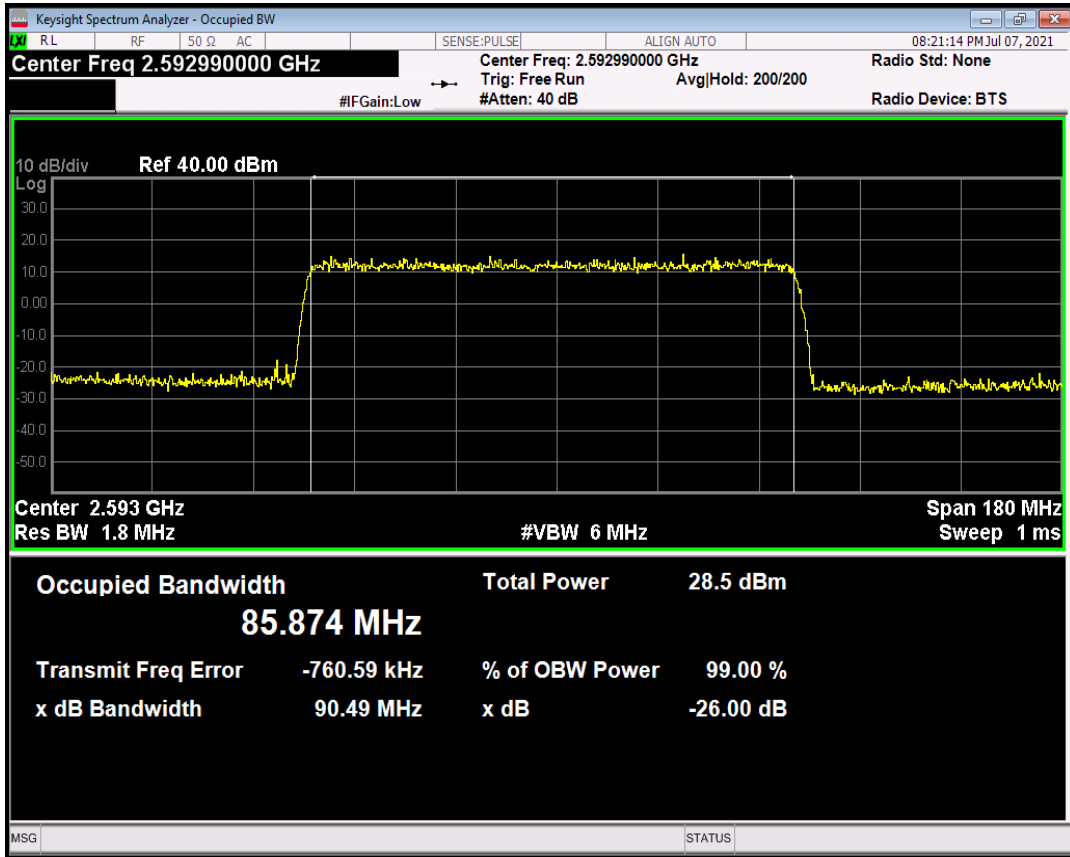 Keysight Spectrum Analyzer - Occupied BW
LXI RL RF 50 Ω AC SENSE:PULSE ALIGN AUTO 08:21:14 PM Jul 07, 2021
Center Freq 2.592990000 GHz Center Freq: 2.592990000 GHz Radio Std: None
Trig: Free Run Avg|Hold: 200/200
#IFGain:Low #Atten: 40 dB Radio Device: BTS
10 dB/div Ref 40.00 dBm
Log
30.0
20.0
10.0
0.00
-10.0
-20.0
-30.0
-40.0
-50.0
Center 2.593 GHz Span 180 MHz
Res BW 1.8 MHz #VBW 6 MHz Sweep 1 ms
Occupied Bandwidth Total Power 28.5 dBm
85.874 MHz
Transmit Freq Error -760.59 kHz % of OBW Power 99.00 %
x dB Bandwidth 90.49 MHz x dB -26.00 dB
MSG STATUS